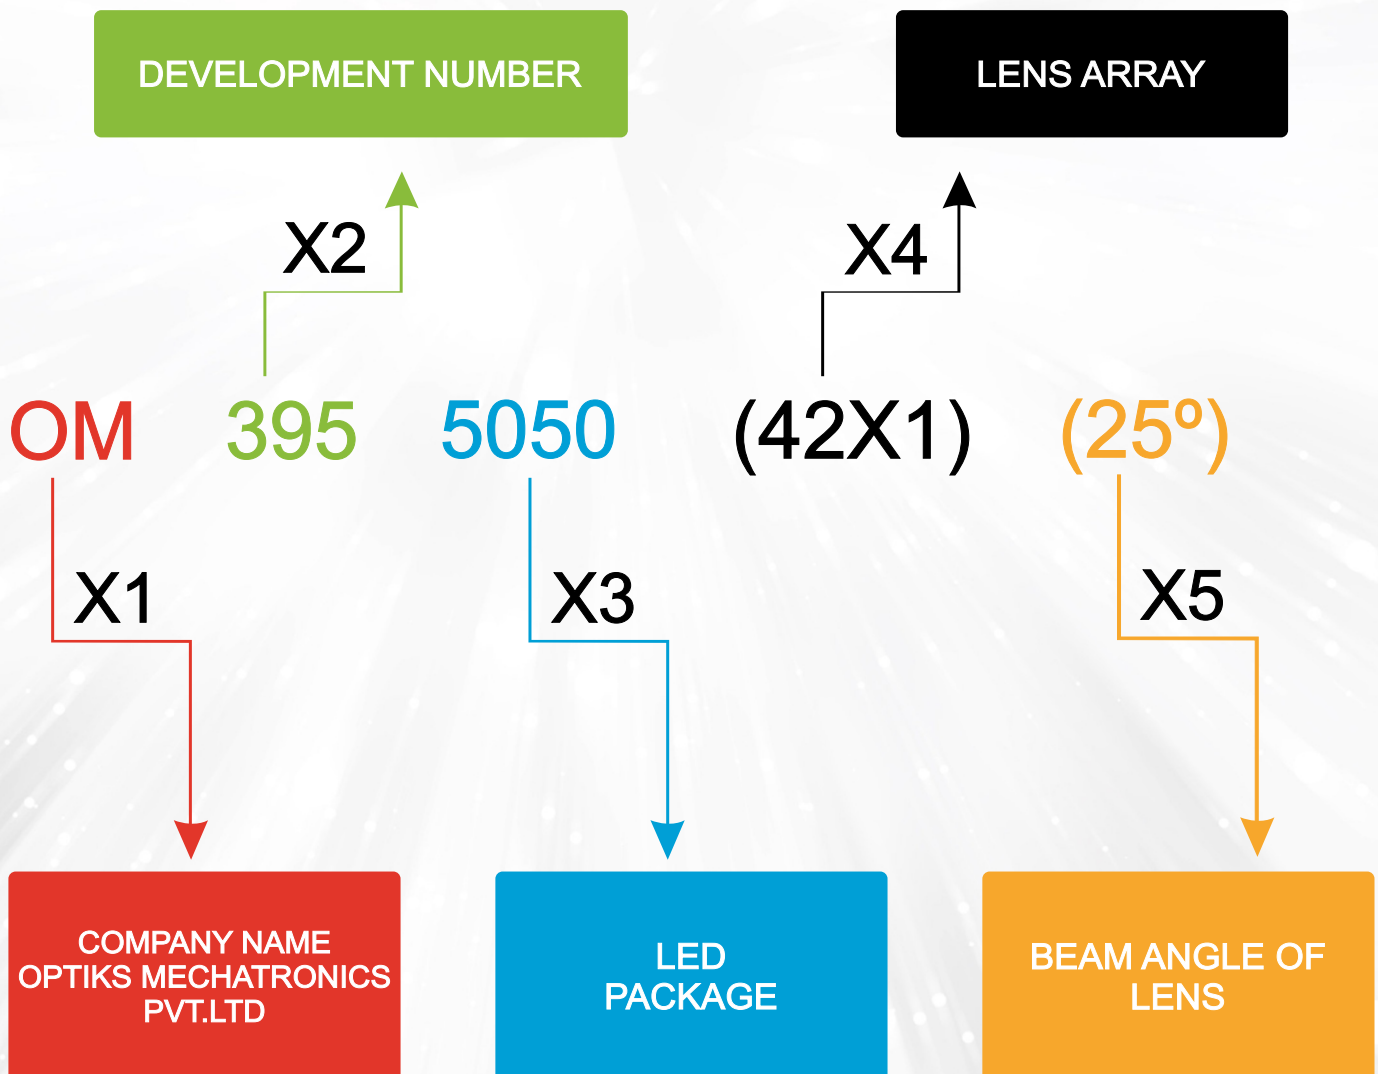 DEVELOPMENT NUMBER
LENS ARRAY
X2
X4
OM 395 5050 (42X1) (25º)
X1
X3
X5
COMPANY NAME
OPTIKS MECHATRONICS
PVT.LTD
LED
PACKAGE
BEAM ANGLE OF
LENS